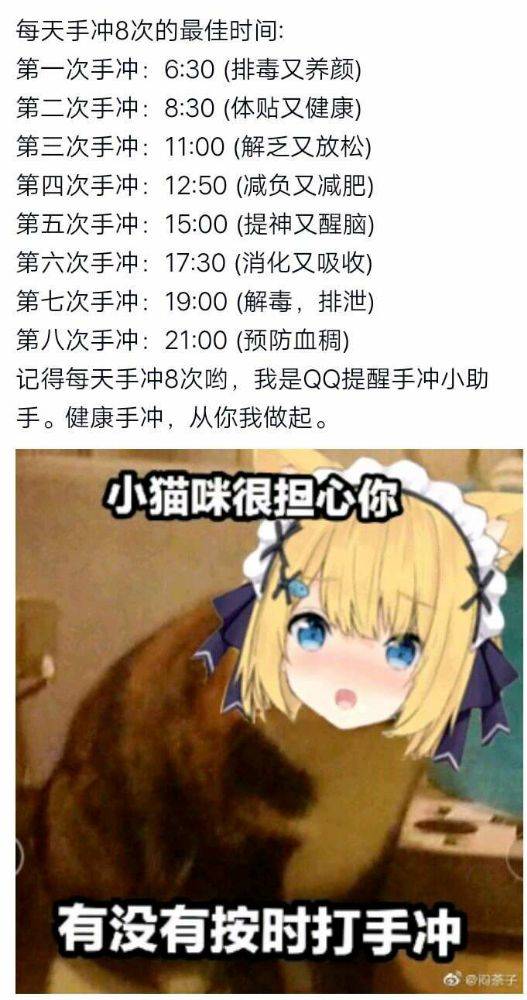 每天手冲8次的最佳时间:
第一次手冲：6:30 (排毒又养颜)
第二次手冲：8:30 (体贴又健康)
第三次手冲：11:00 (解乏又放松)
第四次手冲：12:50 (减负又减肥)
第五次手冲：15:00 (提神又醒脑)
第六次手冲：17:30 (消化又吸收)
第七次手冲：19:00 (解毒，排泄)
第八次手冲：21:00 (预防血稠)
记得每天手冲8次哟，我是QQ提醒手冲小助
手。健康手冲，从你我做起。
小猫咪很担心你
有没有按时打手冲
@闷茶子